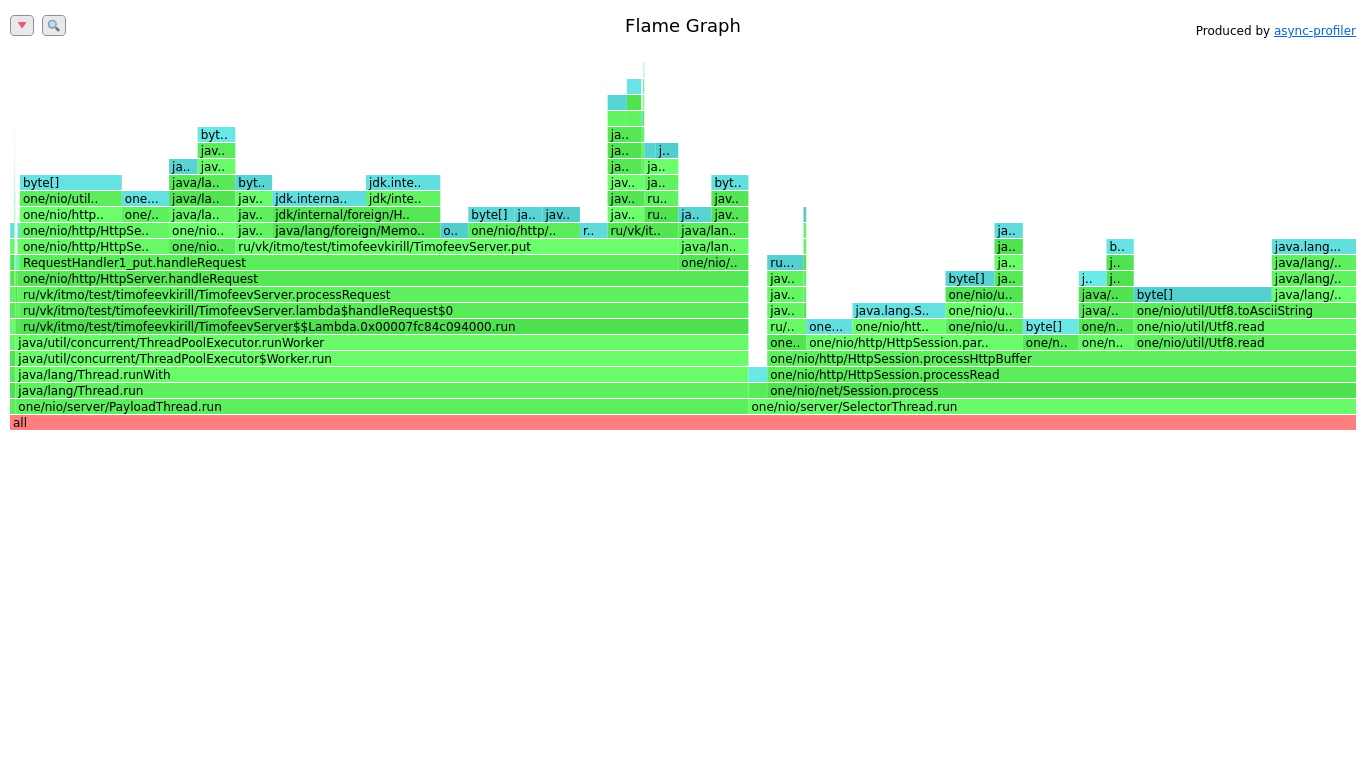 Flame Graph
Produced by async-profiler
byt..
ja..
jav..
ja..
j..
ja..
jav..
ja..
ja..
byte[]
java/la..
byt..
jdk.inte..
jav..
ja..
byt..
one/nio/util..
one...
java/la..
jav..
jdk.interna..
jdk/inte..
jav..
ru..
jav..
one/nio/http..
one/..
java/la..
jav..
jdk/internal/foreign/H..
byte[]
ja..
jav..
jav..
ru..
ja..
jav..
one/nio/http/HttpSe..
one/nio..
jav..
java/lang/foreign/Memo..
o..
one/nio/http/..
r..
ru/vk/it..
java/lan..
ja..
one/nio/http/HttpSe..
one/nio..
ru/vk/itmo/test/timofeevkirill/TimofeevServer.put
java/lan..
ja..
b..
java.lang...
RequestHandler1_put.handleRequest
one/nio/..
ru...
ja..
j..
java/lang/..
one/nio/http/HttpServer.handleRequest
jav..
byte[]
ja..
j..
j..
java/lang/..
ru/vk/itmo/test/timofeevkirill/TimofeevServer.processRequest
jav..
one/nio/u..
java/..
byte[]
java/lang/..
ru/vk/itmo/test/timofeevkirill/TimofeevServer.lambda$handleRequest$0
jav..
java.lang.S..
one/nio/u..
java/..
one/nio/util/Utf8.toAsciiString
ru/vk/itmo/test/timofeevkirill/TimofeevServer$$Lambda.0x00007fc84c094000.run
ru/..
one...
one/nio/htt..
one/nio/u..
byte[]
one/n..
one/nio/util/Utf8.read
java/util/concurrent/ThreadPoolExecutor.runWorker
one..
one/nio/http/HttpSession.par..
one/n..
one/n..
one/nio/util/Utf8.read
java/util/concurrent/ThreadPoolExecutor$Worker.run
one/nio/http/HttpSession.processHttpBuffer
java/lang/Thread.runWith
one/nio/http/HttpSession.processRead
java/lang/Thread.run
one/nio/net/Session.process
one/nio/server/PayloadThread.run
one/nio/server/SelectorThread.run
all